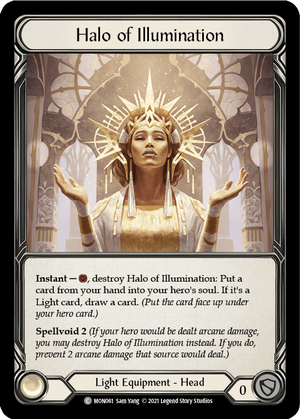 Halo of Illumination
Instant — , destroy Halo of Illumination: Put a
card from your hand into your hero's soul. If it's a
Light card, draw a card. (Put the card face up under
your hero card.)
Spellvoid 2 (If your hero would be dealt arcane damage,
you may destroy Halo of Illumination instead. If you do,
prevent 2 arcane damage that source would deal.)
Light Equipment - Head
0
C MON061 Sam Yang © 2021 Legend Story Studios